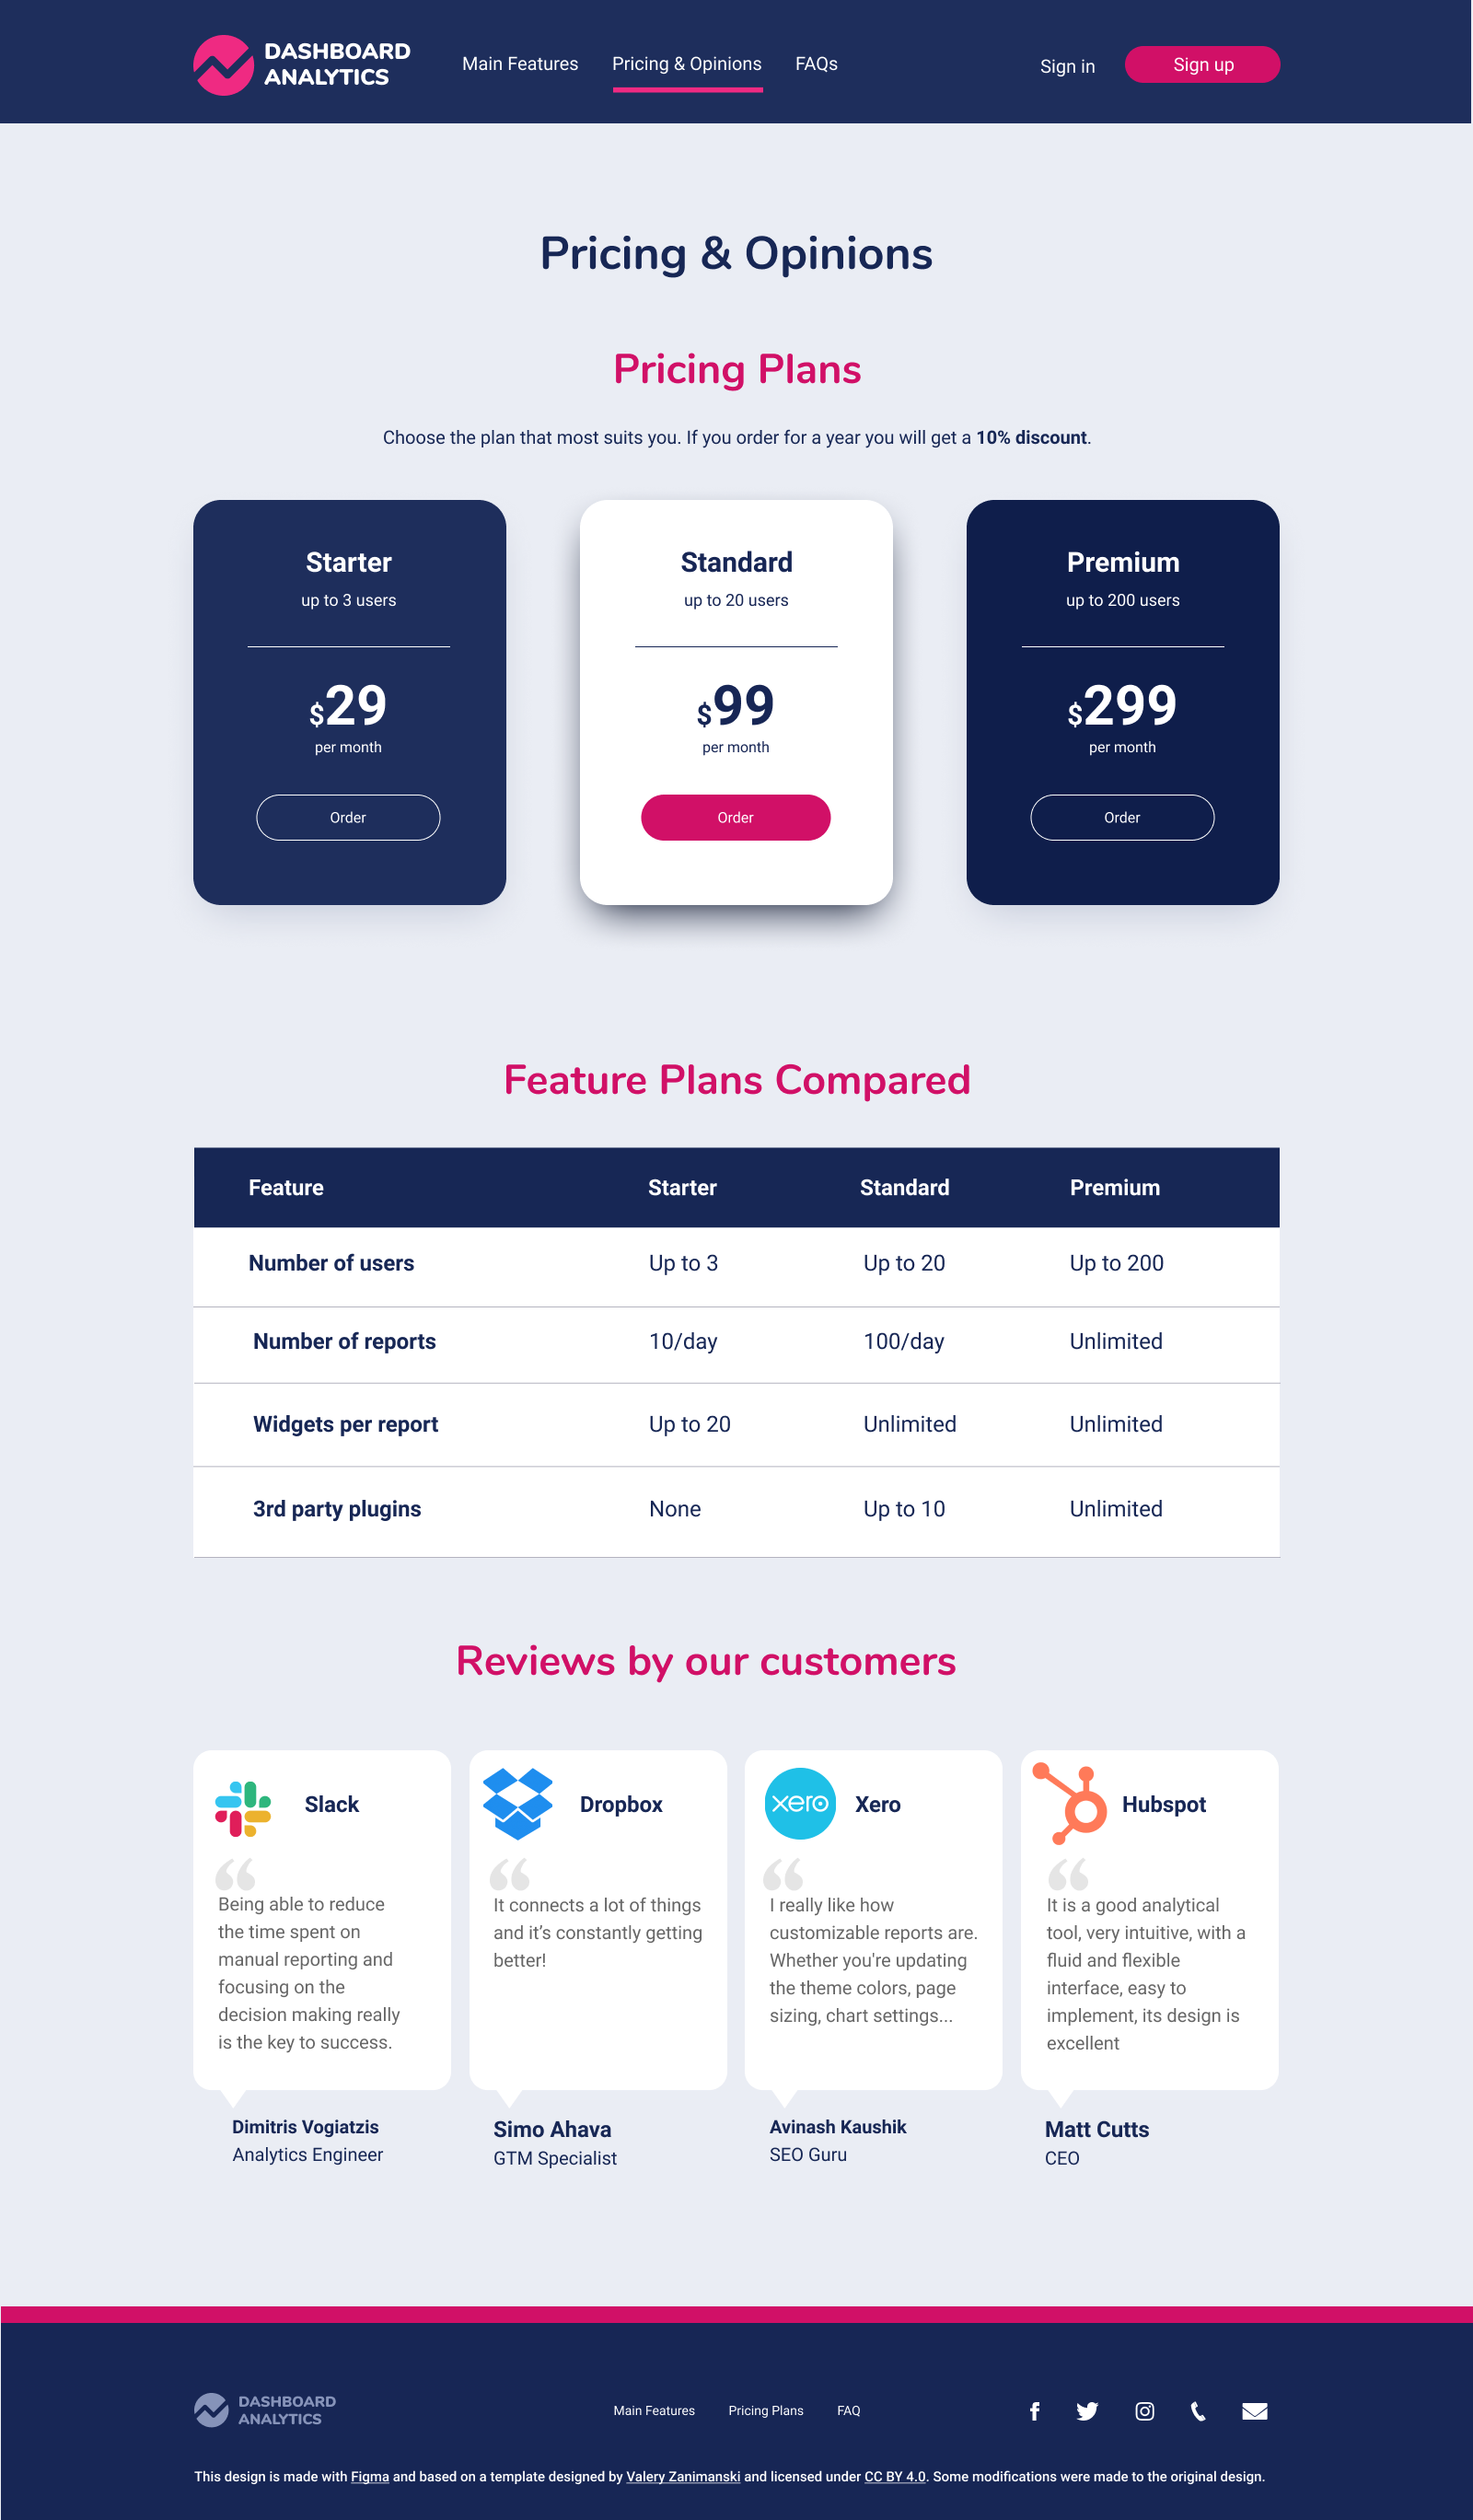 DASHBOARD
ANALYTICS
Main Features Pricing & Opinions FAQs Sign in Sign up
Pricing & Opinions
Pricing Plans
Choose the plan that most suits you. If you order for a year you will get a 10% discount.
Starter
up to 3 users
$29
per month
Order
Standard
up to 20 users
$99
per month
Order
Premium
up to 200 users
$299
per month
Order
Feature Plans Compared
Feature Starter Standard Premium
Number of users Up to 3 Up to 20 Up to 200
Number of reports 10/day 100/day Unlimited
Widgets per report Up to 20 Unlimited Unlimited
3rd party plugins None Up to 10 Unlimited
Reviews by our customers
Slack
“
Being able to reduce
the time spent on
manual reporting and
focusing on the
decision making really
is the key to success.
Dimitris Vogiatzis
Analytics Engineer
Dropbox
“
It connects a lot of things
and it’s constantly getting
better!
Simo Ahava
GTM Specialist
xero Xero
“
I really like how
customizable reports are.
Whether you're updating
the theme colors, page
sizing, chart settings...
Avinash Kaushik
SEO Guru
Hubspot
“
It is a good analytical
tool, very intuitive, with a
fluid and flexible
interface, easy to
implement, its design is
excellent
Matt Cutts
CEO
DASHBOARD
ANALYTICS
Main Features Pricing Plans FAQ
This design is made with Figma and based on a template designed by Valery Zanimanski and licensed under CC BY 4.0. Some modifications were made to the original design.